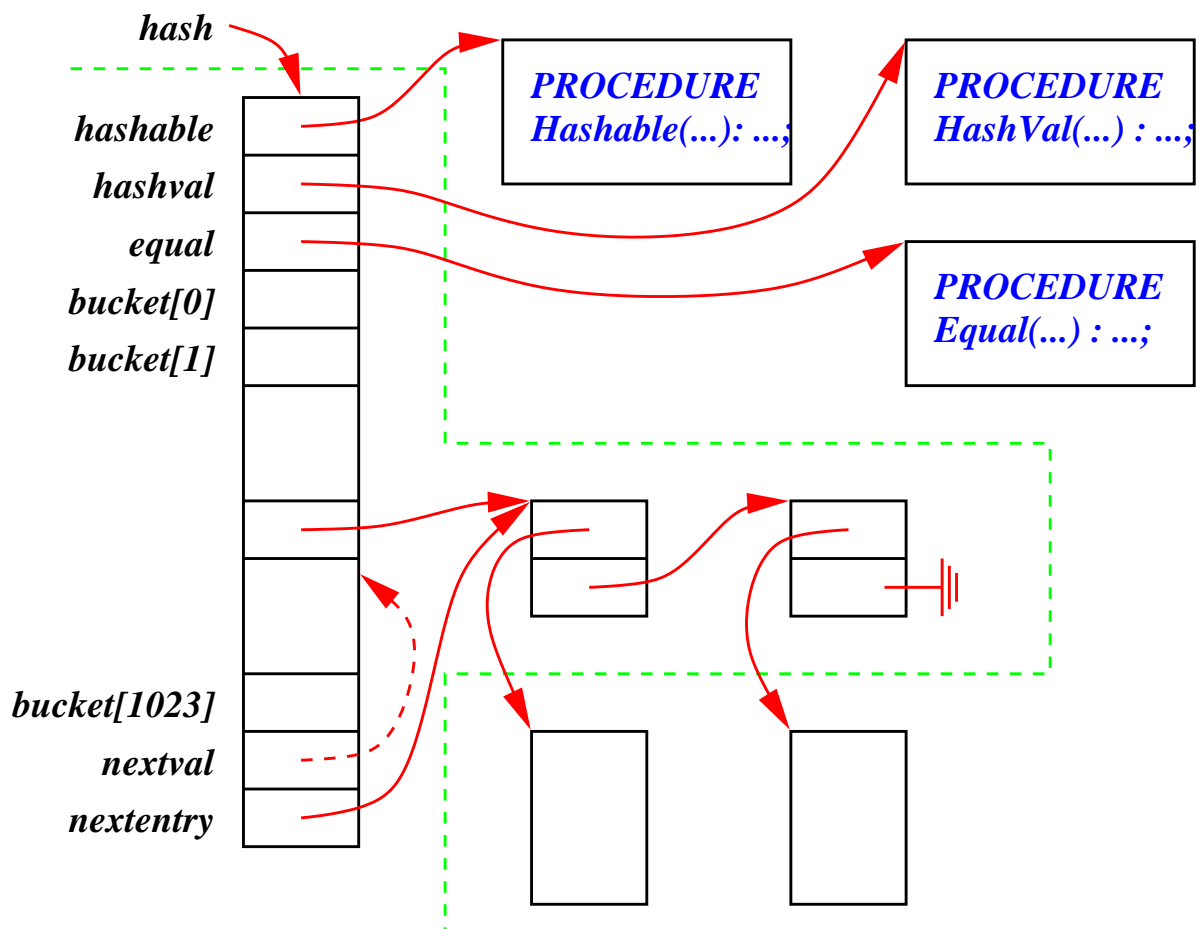 hash
PROCEDURE
Hashable(...): ...;
PROCEDURE
HashVal(...) : ...;
hashable
hashval
equal
PROCEDURE
Equal(...) : ...;
bucket[0]
bucket[1]
bucket[1023]
nextval
nextentry